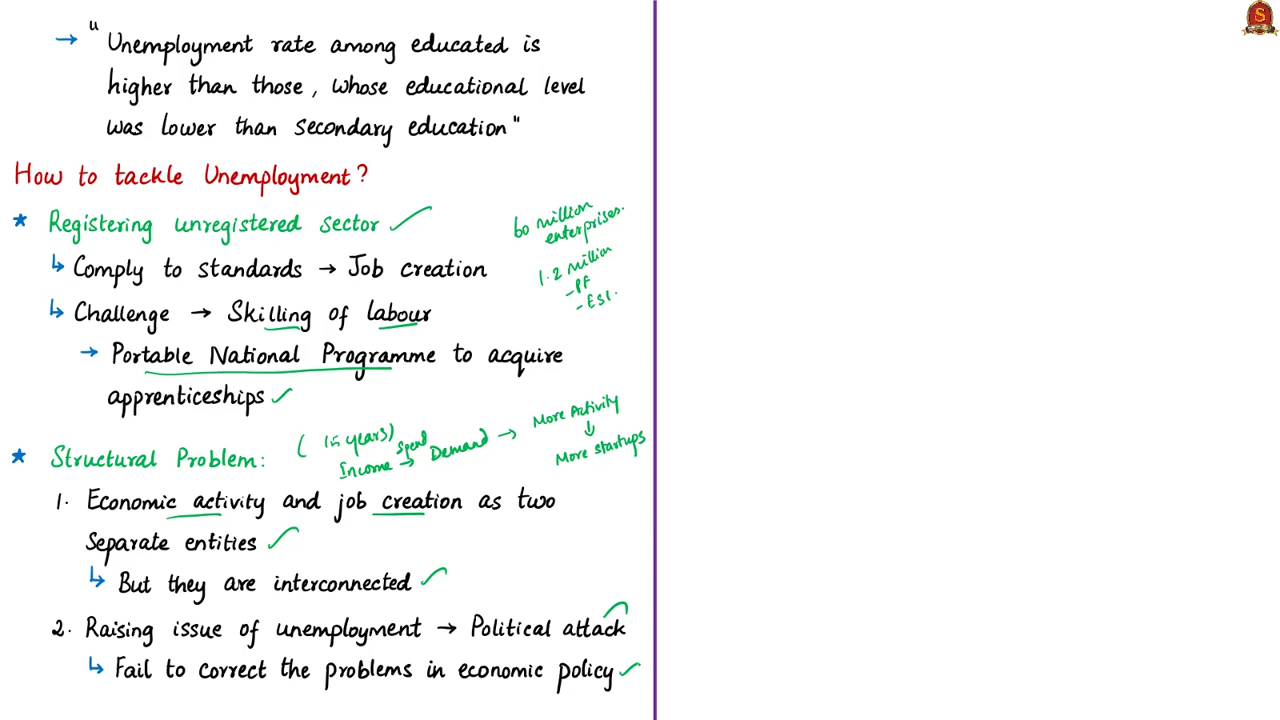 → "Unemployment rate among educated is
higher than those, whose educational level
was lower than secondary education"
How to tackle Unemployment?
* Registering unregistered sector ✓
60 million
enterprises.
↳ Comply to standards → Job creation
1.2 million
- PF
- ESI.
↳ Challenge → Skilling of labour
→ Portable National Programme to acquire
apprenticeships ✓
* Structural Problem:
( 15 years)
Income → spend Demand → More Activity
↓
More startups
1. Economic activity and job creation as two
separate entities ✓
↳ But they are interconnected ✓
2. Raising issue of unemployment → Political attack
↳ Fail to correct the problems in economic policy ✓
S